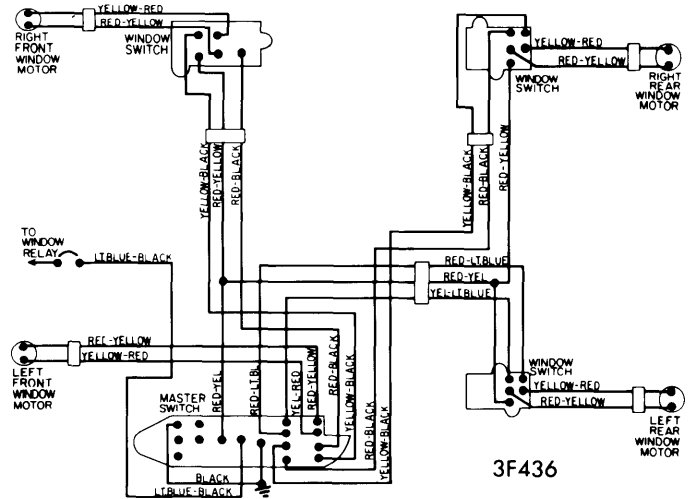 YELLOW-RED
RED-YELLOW
RIGHT
FRONT
WINDOW
MOTOR
WINDOW
SWITCH
YELLOW-RED
RED-YELLOW
WINDOW
SWITCH
RIGHT
REAR
WINDOW
MOTOR
YELLOW-BLACK
RED-YELLOW
RED-BLACK
YELLOW-BLACK
RED-BLACK
RED-YELLOW
TO
WINDOW
RELAY
LT.BLUE-BLACK
RED-LT.BLUE
RED-YEL
YEL-LT.BLUE
RED-YELLOW
YELLOW-RED
LEFT
FRONT
WINDOW
MOTOR
RED-YEL
RED-LT.BL
YEL-RED
RED-YELLOW
RED-BLACK
YELLOW-BLACK
RED-BLACK
YELLOW-BLACK
WINDOW
SWITCH
YELLOW-RED
RED-YELLOW
LEFT
REAR
WINDOW
MOTOR
MASTER
SWITCH
BLACK
LT.BLUE-BLACK
3F436